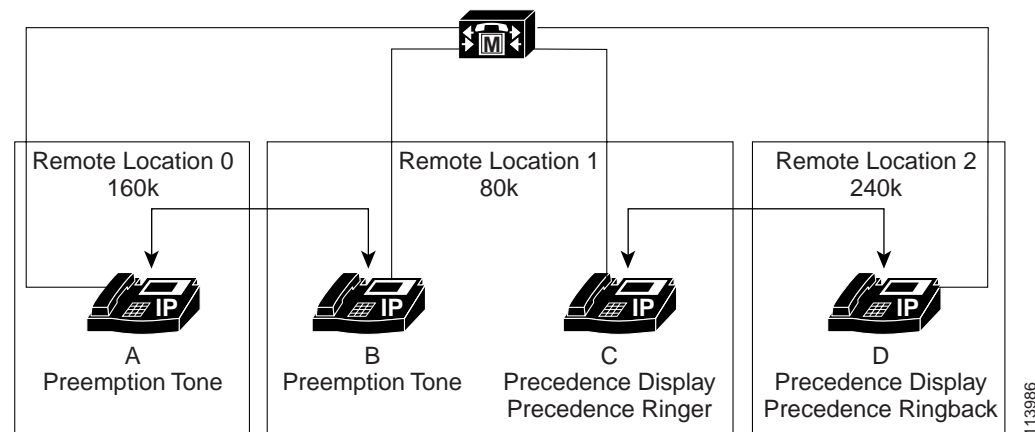 M
Remote Location 0
160k
Remote Location 1
80k
Remote Location 2
240k
IP
IP
IP
IP
A
Preemption Tone
B
Preemption Tone
C
Precedence Display
Precedence Ringer
D
Precedence Display
Precedence Ringback
113986